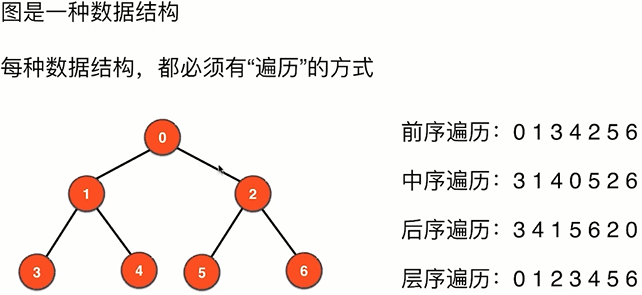 图是一种数据结构
每种数据结构，都必须有“遍历”的方式
0
1
2
3
4
5
6
前序遍历：0 1 3 4 2 5 6
中序遍历：3 1 4 0 5 2 6
后序遍历：3 4 1 5 6 2 0
层序遍历：0 1 2 3 4 5 6